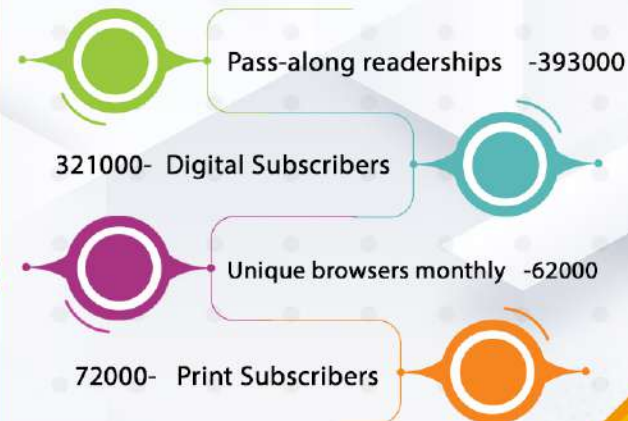 Pass-along readerships -393000
321000- Digital Subscribers
Unique browsers monthly -62000
72000- Print Subscribers